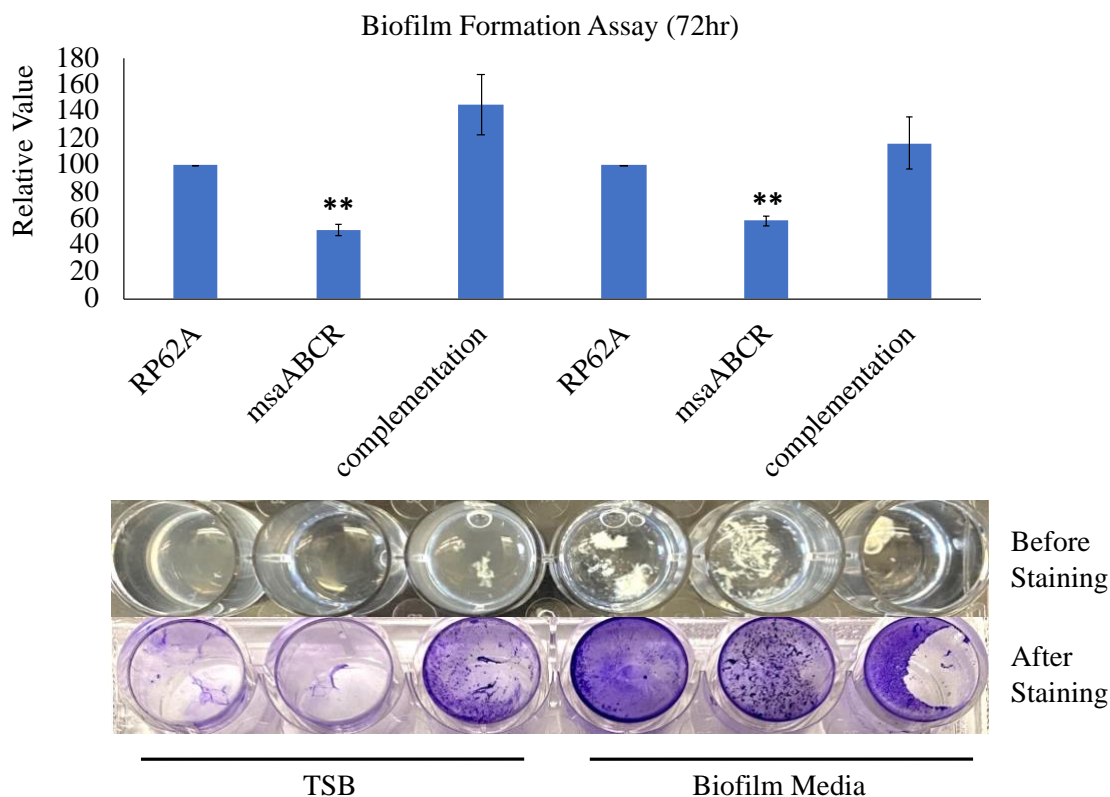 Biofilm Formation Assay (72hr)
Relative Value
180
160
140
120
100
80
60
40
20
0
**
**
RP62A
msaABCR
complementation
RP62A
msaABCR
complementation
Before
Staining
After
Staining
TSB
Biofilm Media